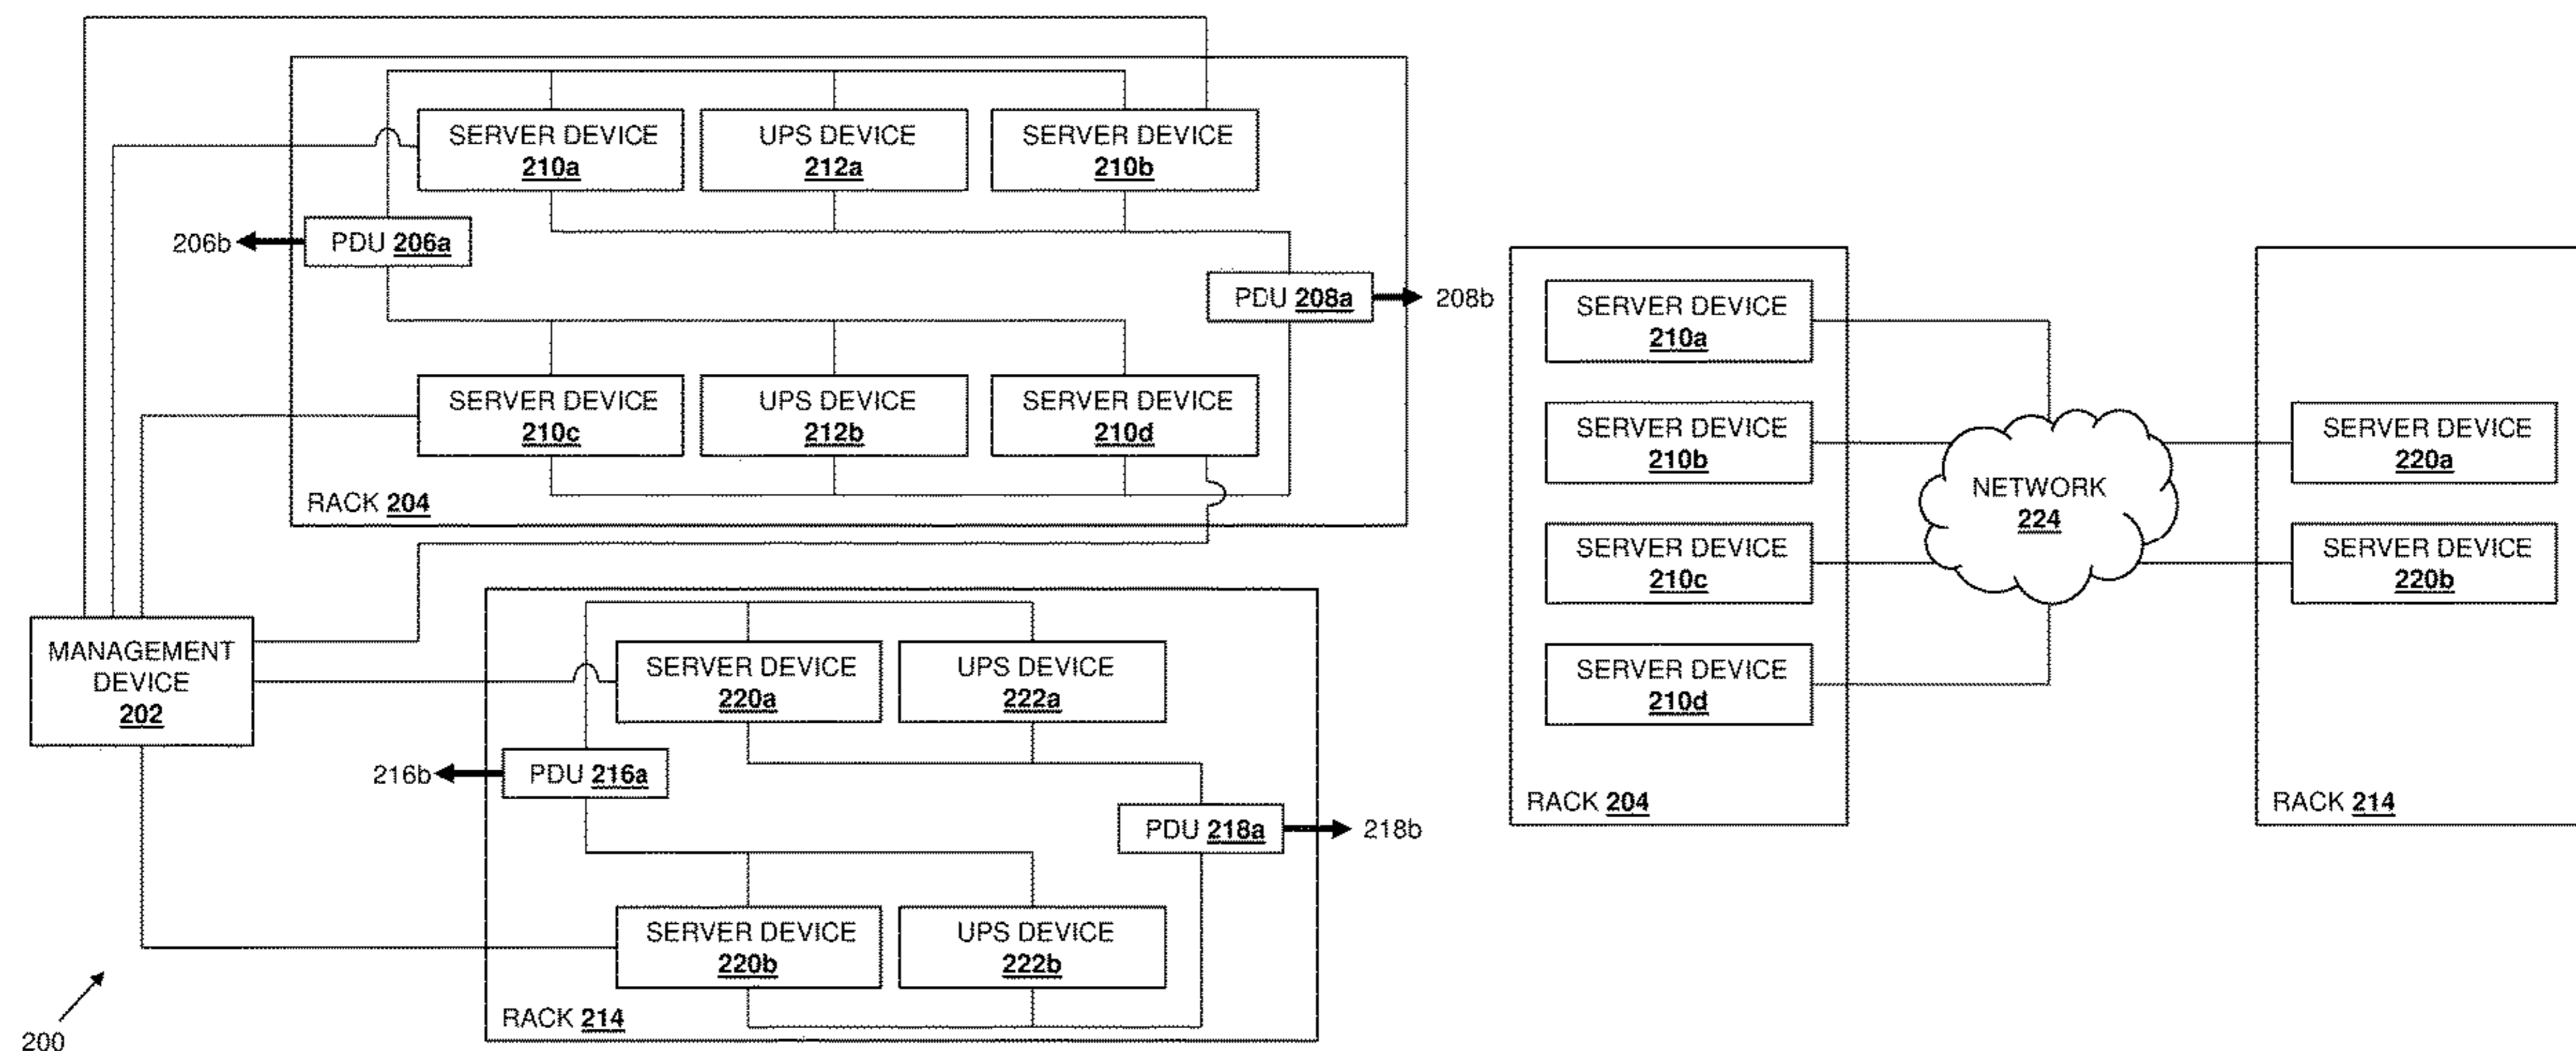 SERVER DEVICE
210a
UPS DEVICE
212a
SERVER DEVICE
210b
206b
PDU 206a
PDU 208a
208b
SERVER DEVICE
210c
UPS DEVICE
212b
SERVER DEVICE
210d
RACK 204
MANAGEMENT
DEVICE
202
SERVER DEVICE
220a
UPS DEVICE
222a
216b
PDU 216a
PDU 218a
218b
SERVER DEVICE
220b
UPS DEVICE
222b
RACK 214
200
SERVER DEVICE
210a
SERVER DEVICE
210b
SERVER DEVICE
210c
SERVER DEVICE
210d
RACK 204
NETWORK
224
SERVER DEVICE
220a
SERVER DEVICE
220b
RACK 214